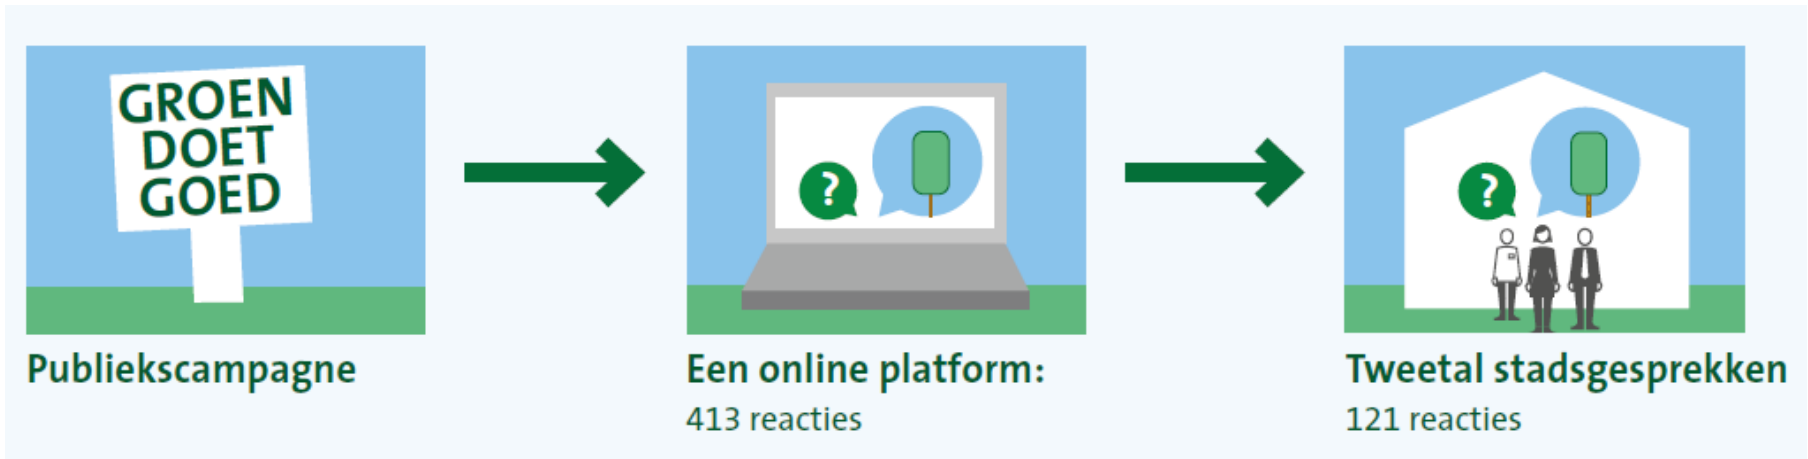 GROEN
DOET
GOED
?
?
Publiekscampagne
Een online platform:
413 reacties
Tweetal stadsgesprekken
121 reacties